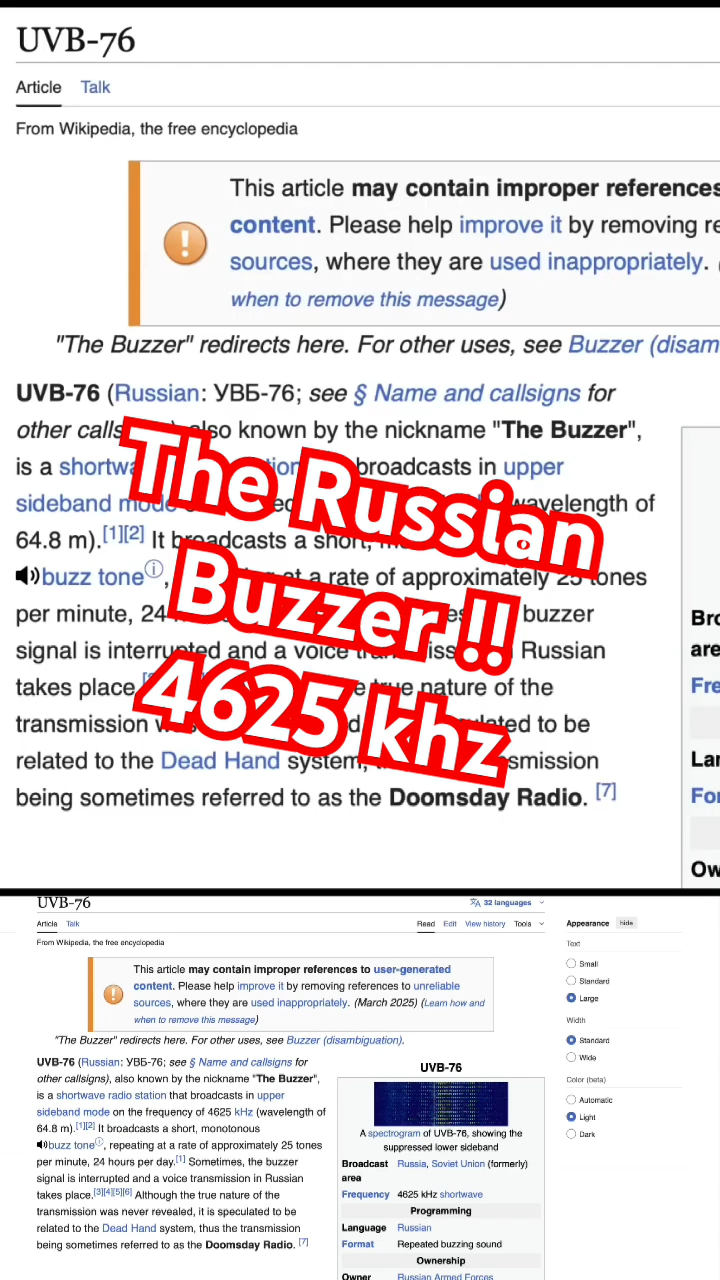 UVB-76
Article Talk
From Wikipedia, the free encyclopedia
This article may contain improper references
content. Please help improve it by removing re
sources, where they are used inappropriately. (
when to remove this message)
"The Buzzer" redirects here. For other uses, see Buzzer (disam
UVB-76 (Russian: УВБ-76; see § Name and callsigns for
other calls so known by the nickname "The Buzzer",
is a shortwa tion broadcasts in upper
sideband mode wavelength of
64.8 m).[1][2] It broadcasts a short,
buzz tone ⓘ, at a rate of approximately 25 tones
per minute, 24 buzzer
signal is interrupted and a voice Russian
takes place. e true nature of the
transmission w lated to be
related to the Dead Hand system, smission
being sometimes referred to as the Doomsday Radio. [7]
The Russian
Buzzer !!
4625 khz
Bro
are
Fre
Lan
For
Ow
UVB-76 32 languages
Article Talk Read Edit View history Tools
From Wikipedia, the free encyclopedia
This article may contain improper references to user-generated
content. Please help improve it by removing references to unreliable
sources, where they are used inappropriately. (March 2025) (Learn how and
when to remove this message)
"The Buzzer" redirects here. For other uses, see Buzzer (disambiguation).
UVB-76 (Russian: УВБ-76; see § Name and callsigns for
other callsigns), also known by the nickname "The Buzzer",
is a shortwave radio station that broadcasts in upper
sideband mode on the frequency of 4625 kHz (wavelength of
64.8 m).[1][2] It broadcasts a short, monotonous
buzz tone ⓘ, repeating at a rate of approximately 25 tones
per minute, 24 hours per day.[1] Sometimes, the buzzer
signal is interrupted and a voice transmission in Russian
takes place.[3][4][5][6] Although the true nature of the
transmission was never revealed, it is speculated to be
related to the Dead Hand system, thus the transmission
being sometimes referred to as the Doomsday Radio. [7]
UVB-76
A spectrogram of UVB-76, showing the
suppressed lower sideband
Broadcast area Russia, Soviet Union (formerly)
Frequency 4625 kHz shortwave
Programming
Language Russian
Format Repeated buzzing sound
Ownership
Owner Russian Armed Forces
Appearance hide
Text
Small
Standard
Large
Width
Standard
Wide
Color (beta)
Automatic
Light
Dark